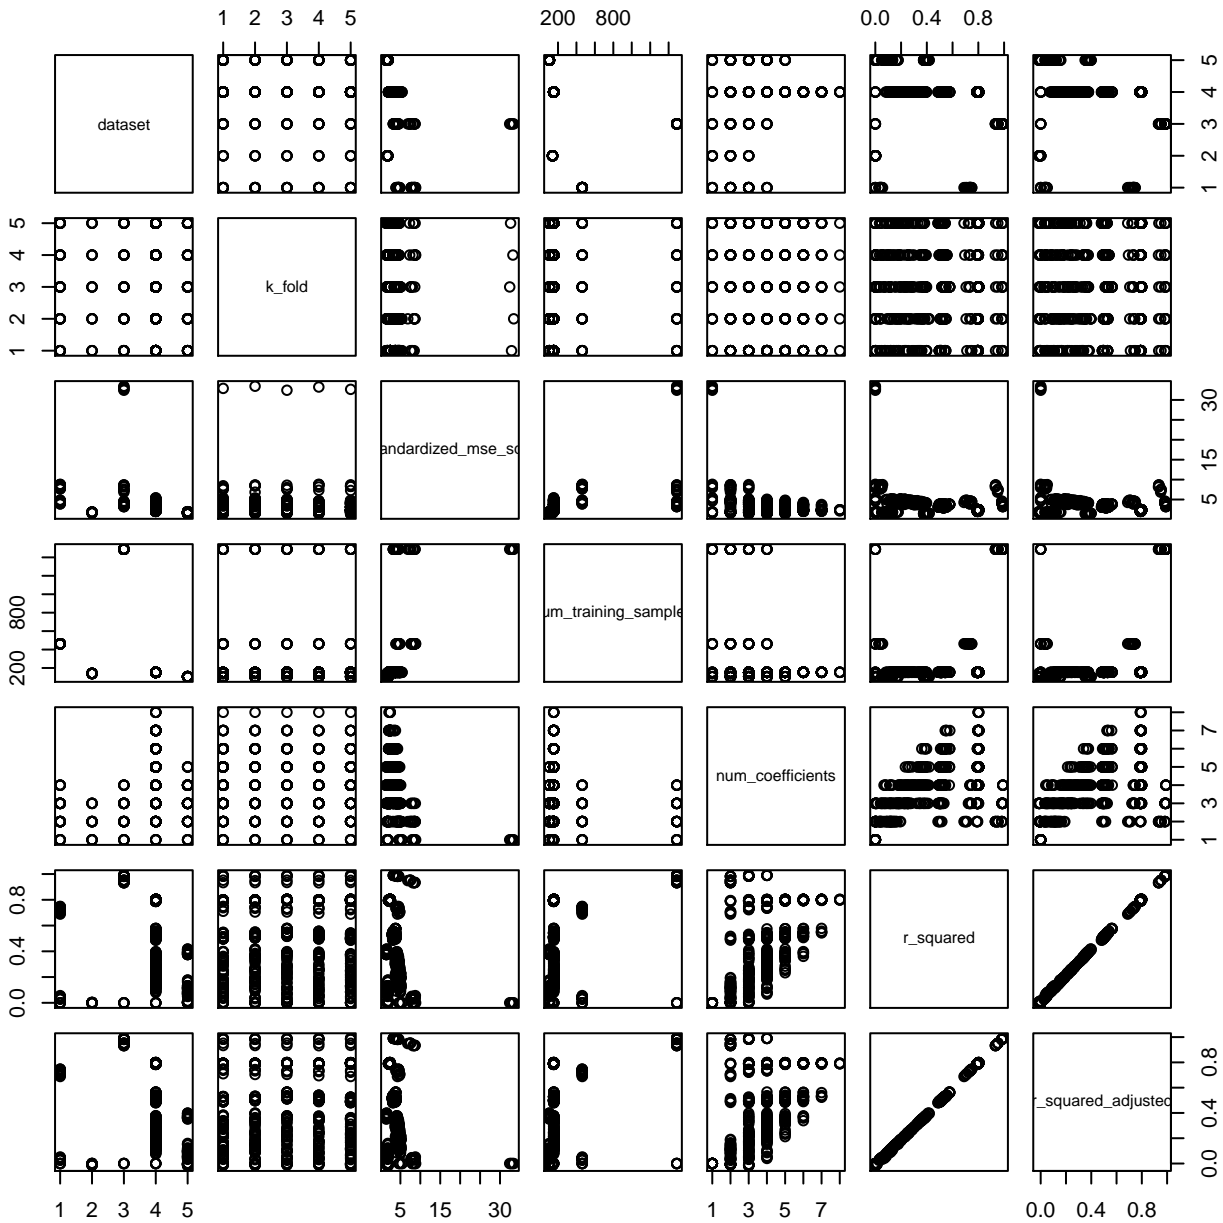 1 2 3 4 5
200 800
0.0 0.4 0.8
dataset
1 2 3 4 5
1 2 3 4 5
k_fold
andardized_mse_sc
5 15 30
200 800
um_training_sample
num_coefficients
1 3 5 7
0.0 0.4 0.8
r_squared
r_squared_adjusted
0.0 0.4 0.8
1 2 3 4 5
5 15 30
1 3 5 7
0.0 0.4 0.8